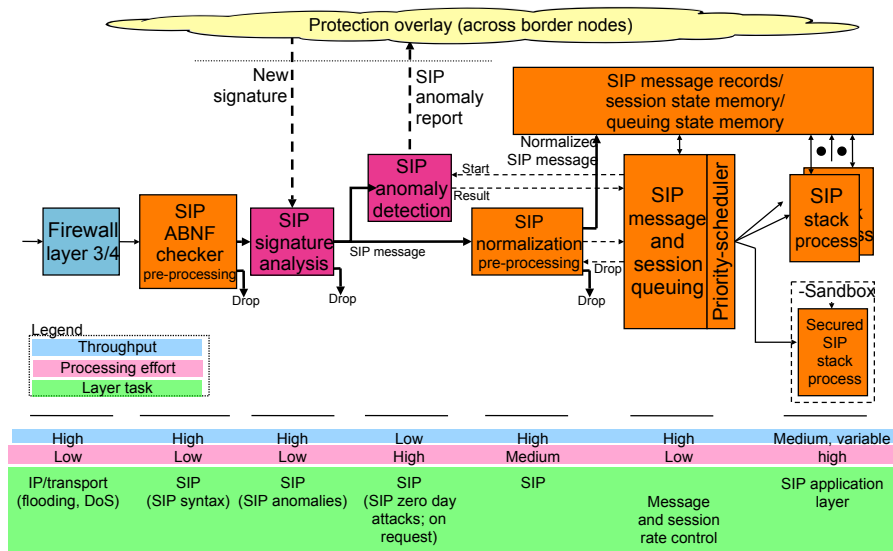 Protection overlay (across border nodes)
New
signature
SIP
anomaly
report
SIP message records/
session state memory/
queuing state memory
Normalized
SIP message
Start
Result
SIP
anomaly
detection
Firewall
layer 3/4
SIP
ABNF
checker
pre-processing
SIP
signature
analysis
SIP message
SIP
normalization
pre-processing
Drop
SIP
message
and
session
queuing
Priority-scheduler
SIP
stack
process
k
ss
Drop
Drop
Drop
-Sandbox
Secured
SIP
stack
process
Legend
Throughput
Processing effort
Layer task
High High High Low High High Medium, variable
Low Low Low High Medium Low high
IP/transport
(flooding, DoS)
SIP
(SIP syntax)
SIP
(SIP anomalies)
SIP
(SIP zero day
attacks; on
request)
SIP
Message
and session
rate control
SIP application
layer